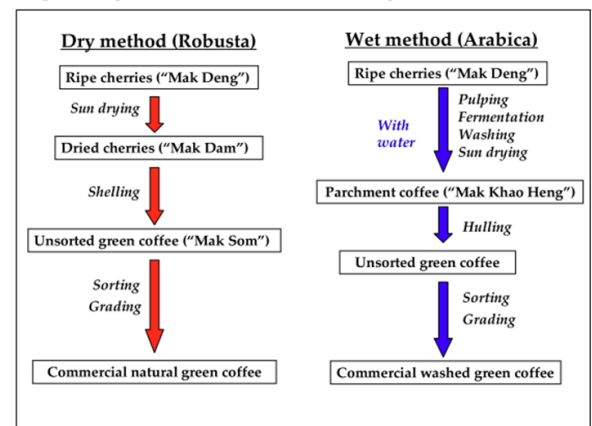 Dry method (Robusta)
Ripe cherries (“Mak Deng”)
Sun drying
Dried cherries (“Mak Dam”)
Shelling
Unsorted green coffee (“Mak Som”)
Sorting
Grading
Commercial natural green coffee
Wet method (Arabica)
Ripe cherries (“Mak Deng”)
With
water
Pulping
Fermentation
Washing
Sun drying
Parchment coffee (“Mak Khao Heng”)
Hulling
Unsorted green coffee
Sorting
Grading
Commercial washed green coffee